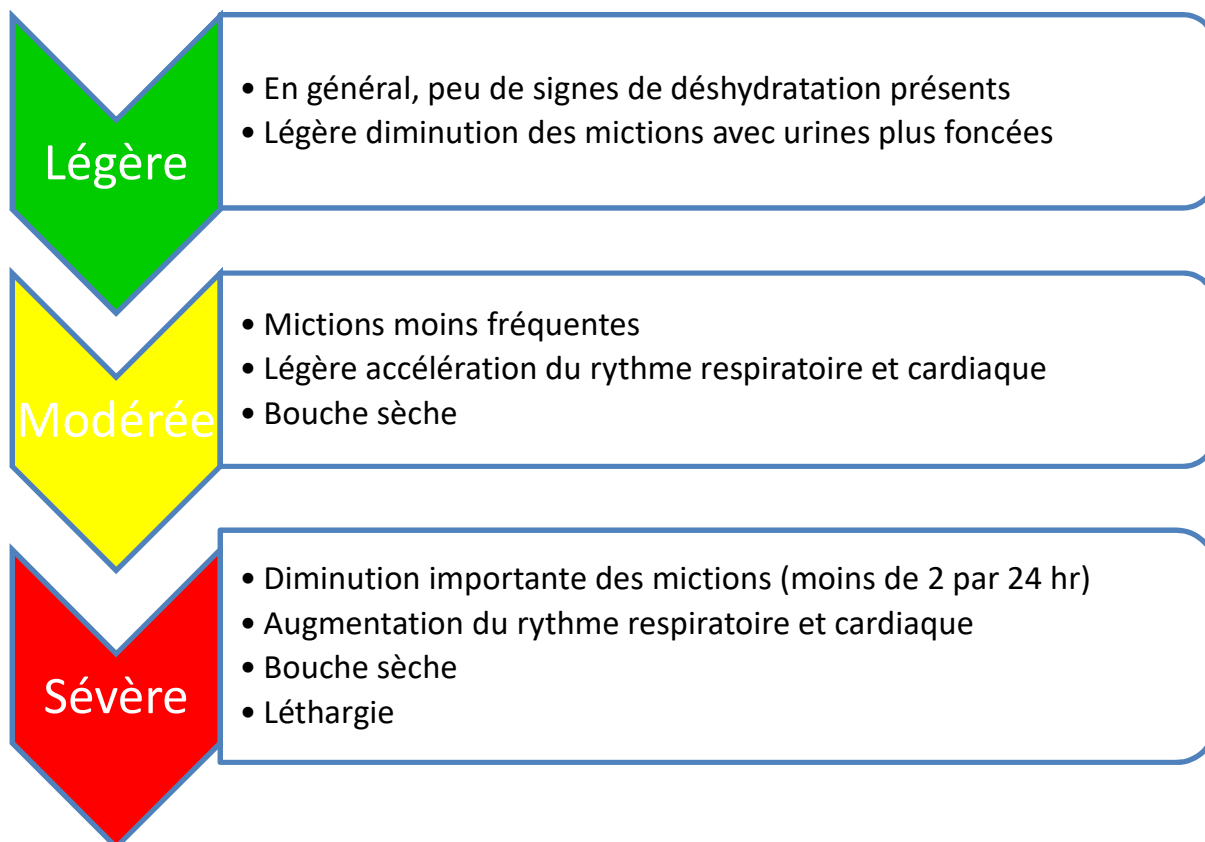 Légère
• En général, peu de signes de déshydratation présents
• Légère diminution des mictions avec urines plus foncées
Modérée
• Mictions moins fréquentes
• Légère accélération du rythme respiratoire et cardiaque
• Bouche sèche
Sévère
• Diminution importante des mictions (moins de 2 par 24 hr)
• Augmentation du rythme respiratoire et cardiaque
• Bouche sèche
• Léthargie